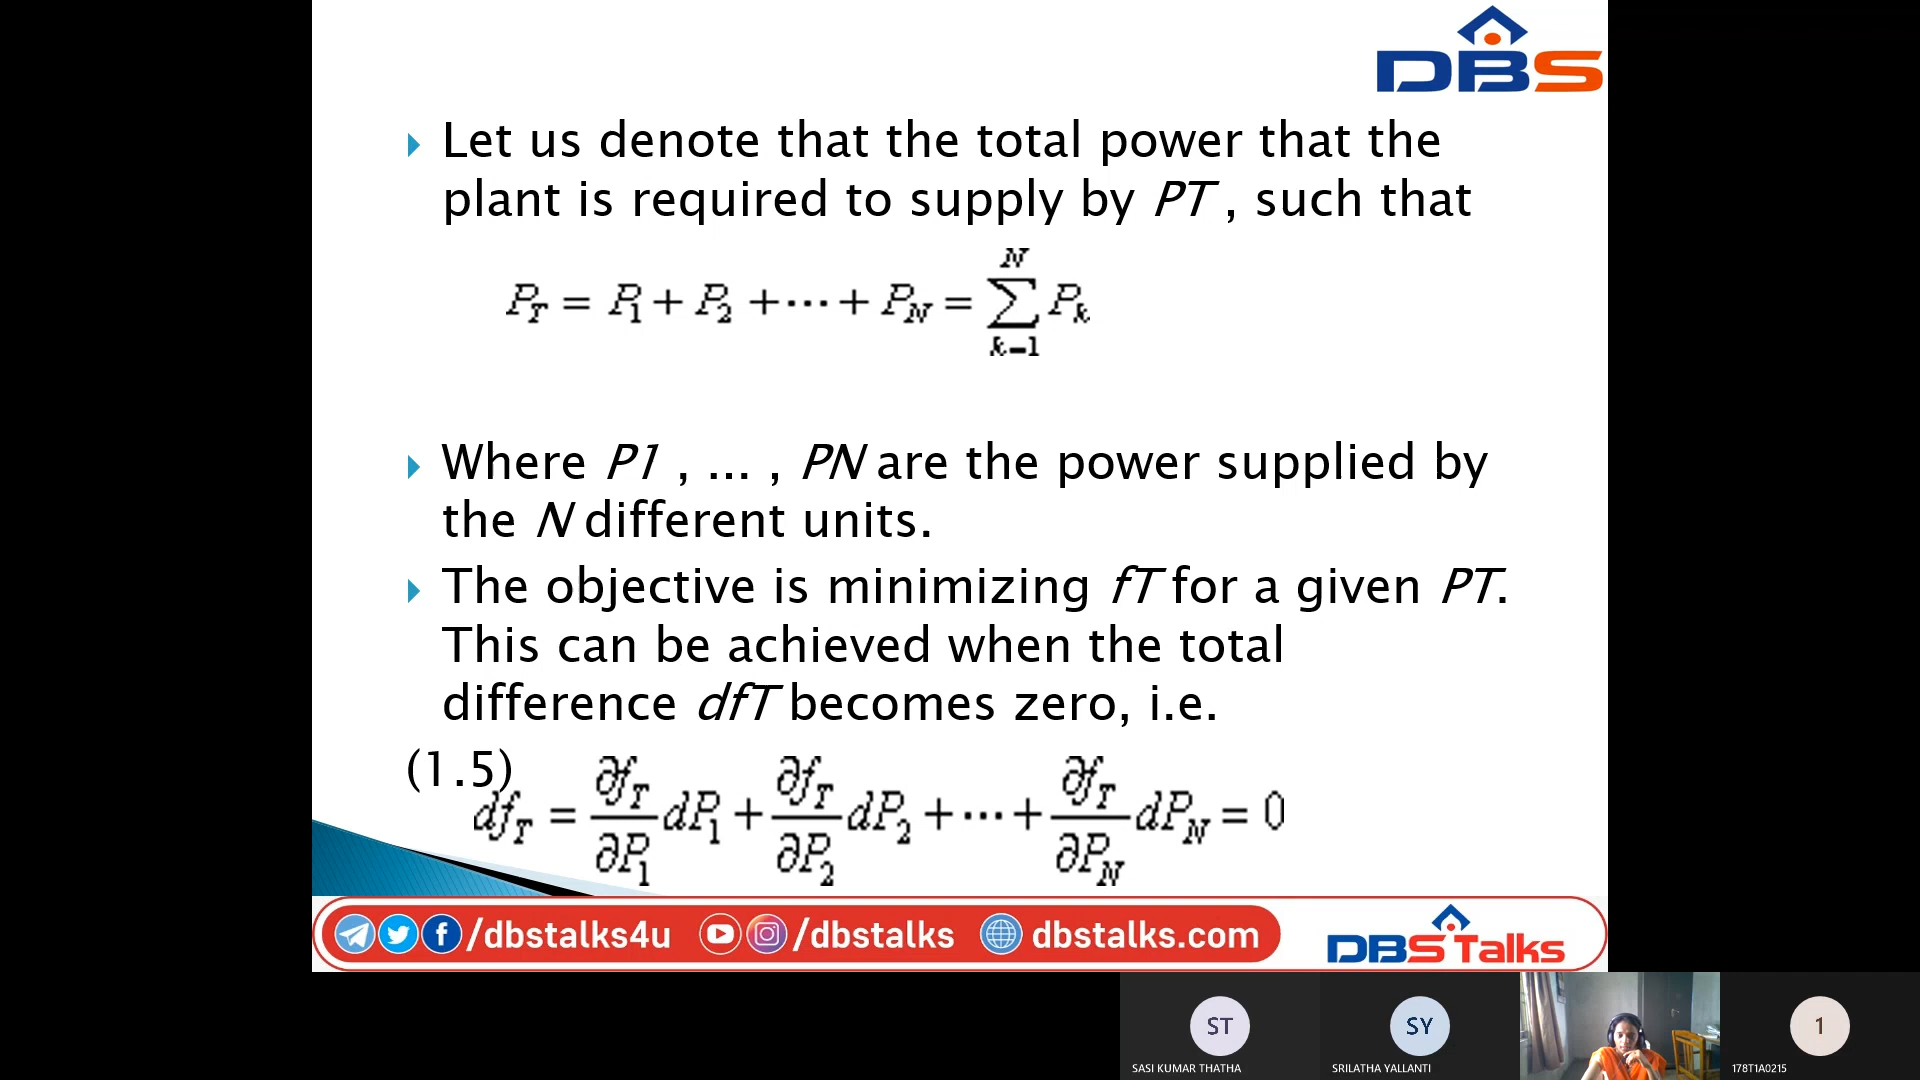 DBS
Let us denote that the total power that the
plant is required to supply by PT , such that
P_T = P_1 + P_2 + ⋯ + P_N = ∑_{k=1}^{N} P_k
Where P1 , ... , PN are the power supplied by
the N different units.
The objective is minimizing fT for a given PT.
This can be achieved when the total
difference dfT becomes zero, i.e.
(1.5)
df_T = ∂f_T/∂P_1 dP_1 + ∂f_T/∂P_2 dP_2 + ⋯ + ∂f_T/∂P_N dP_N = 0
/dbstalks4u /dbstalks dbstalks.com DBS Talks
ST SY 1
SASI KUMAR THATHA SRILATHA YALLANTI 178T1A0215